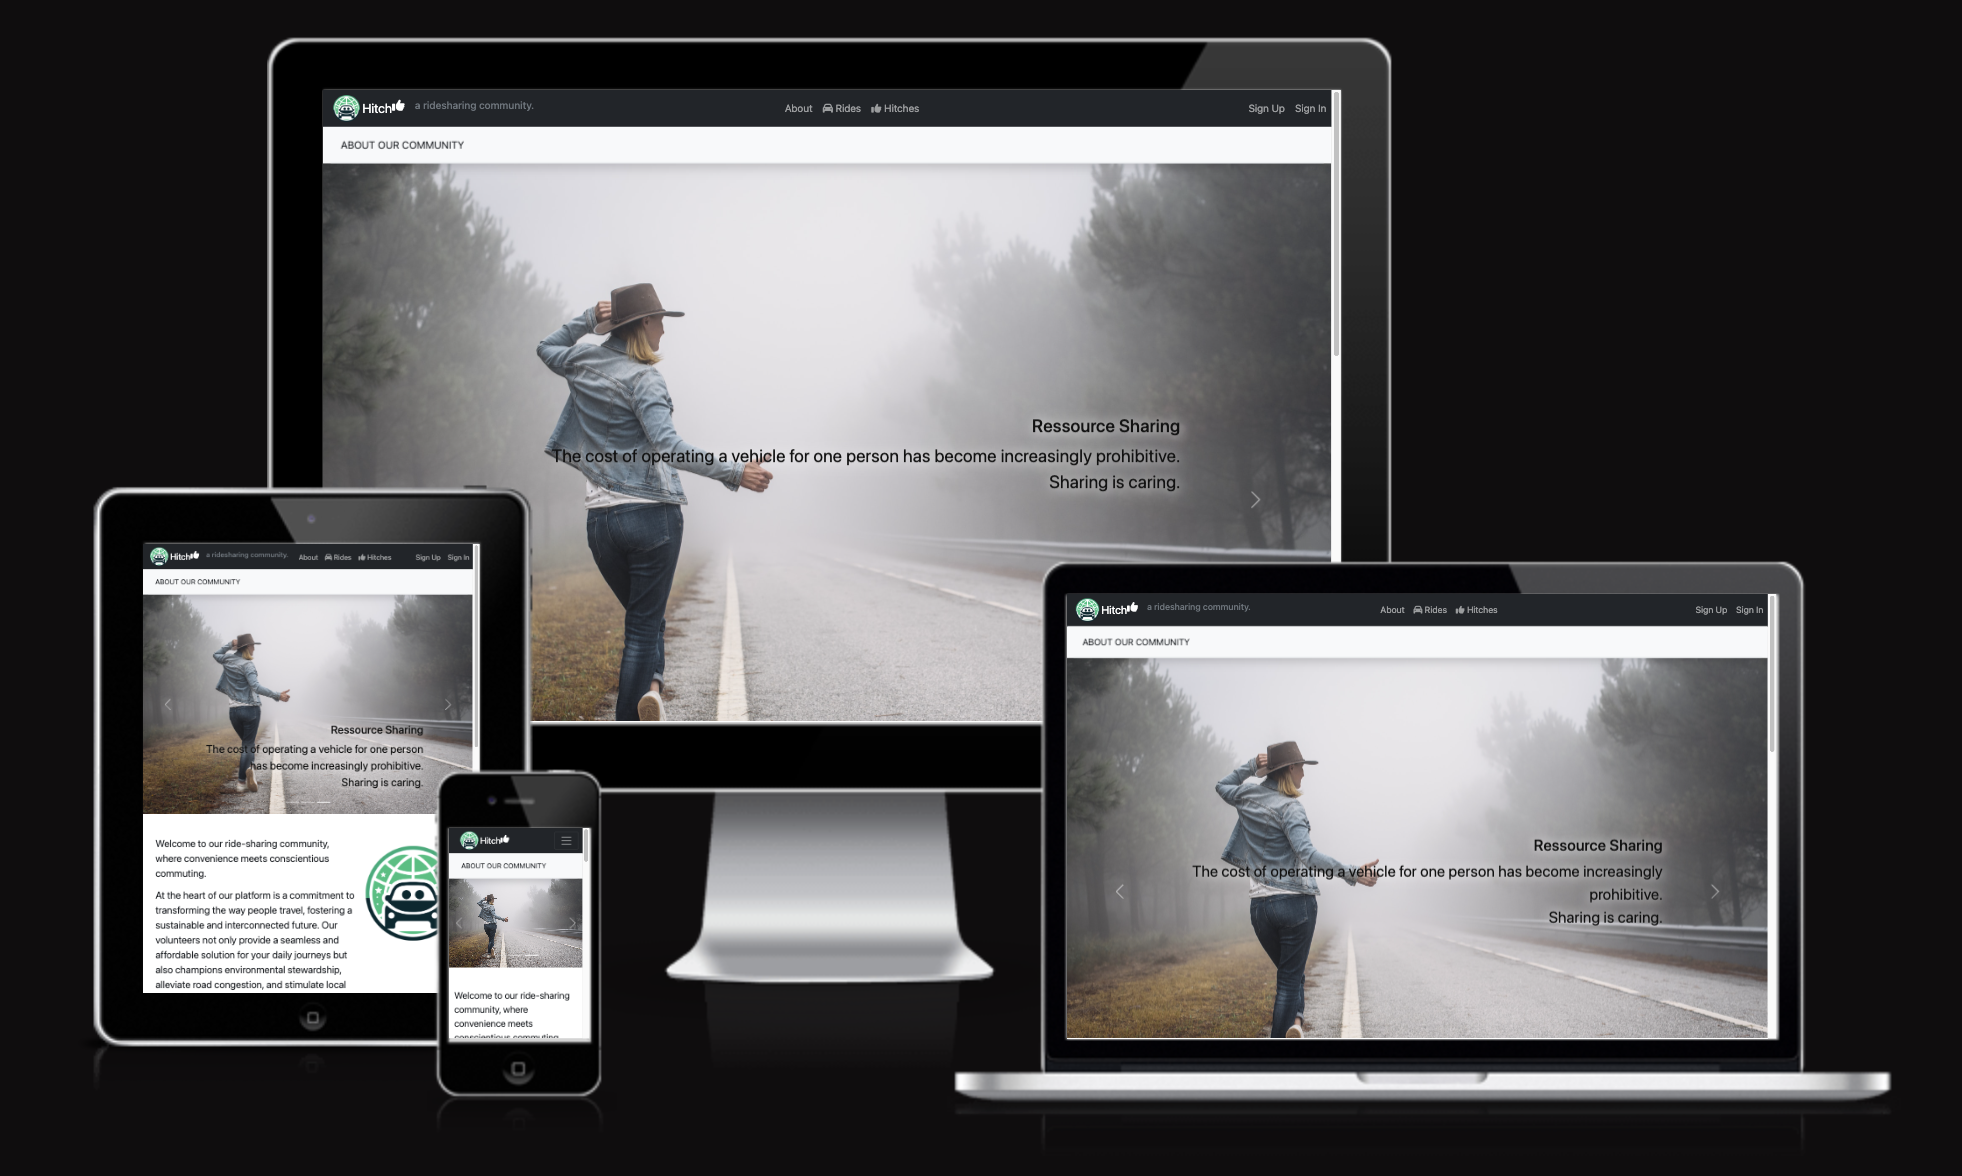 Hitch
a ridesharing community.
About Rides Hitches
Sign Up Sign In
ABOUT OUR COMMUNITY
Ressource Sharing
The cost of operating a vehicle for one person has become increasingly prohibitive.
Sharing is caring.
Hitch
a ridesharing community.
About Rides Hitches
Sign Up Sign In
ABOUT OUR COMMUNITY
Ressource Sharing
The cost of operating a vehicle for one person
has become increasingly prohibitive.
Sharing is caring.
Welcome to our ride-sharing community,
where convenience meets conscientious
commuting.
At the heart of our platform is a commitment to
transforming the way people travel, fostering a
sustainable and interconnected future. Our
volunteers not only provide a seamless and
affordable solution for your daily journeys but
also champions environmental stewardship,
alleviate road congestion, and stimulate local
Hitch
ABOUT OUR COMMUNITY
Welcome to our ride-sharing
community, where
convenience meets
conscientious commuting
Hitch
a ridesharing community.
About Rides Hitches
Sign Up Sign In
ABOUT OUR COMMUNITY
Ressource Sharing
The cost of operating a vehicle for one person has become increasingly
prohibitive.
Sharing is caring.